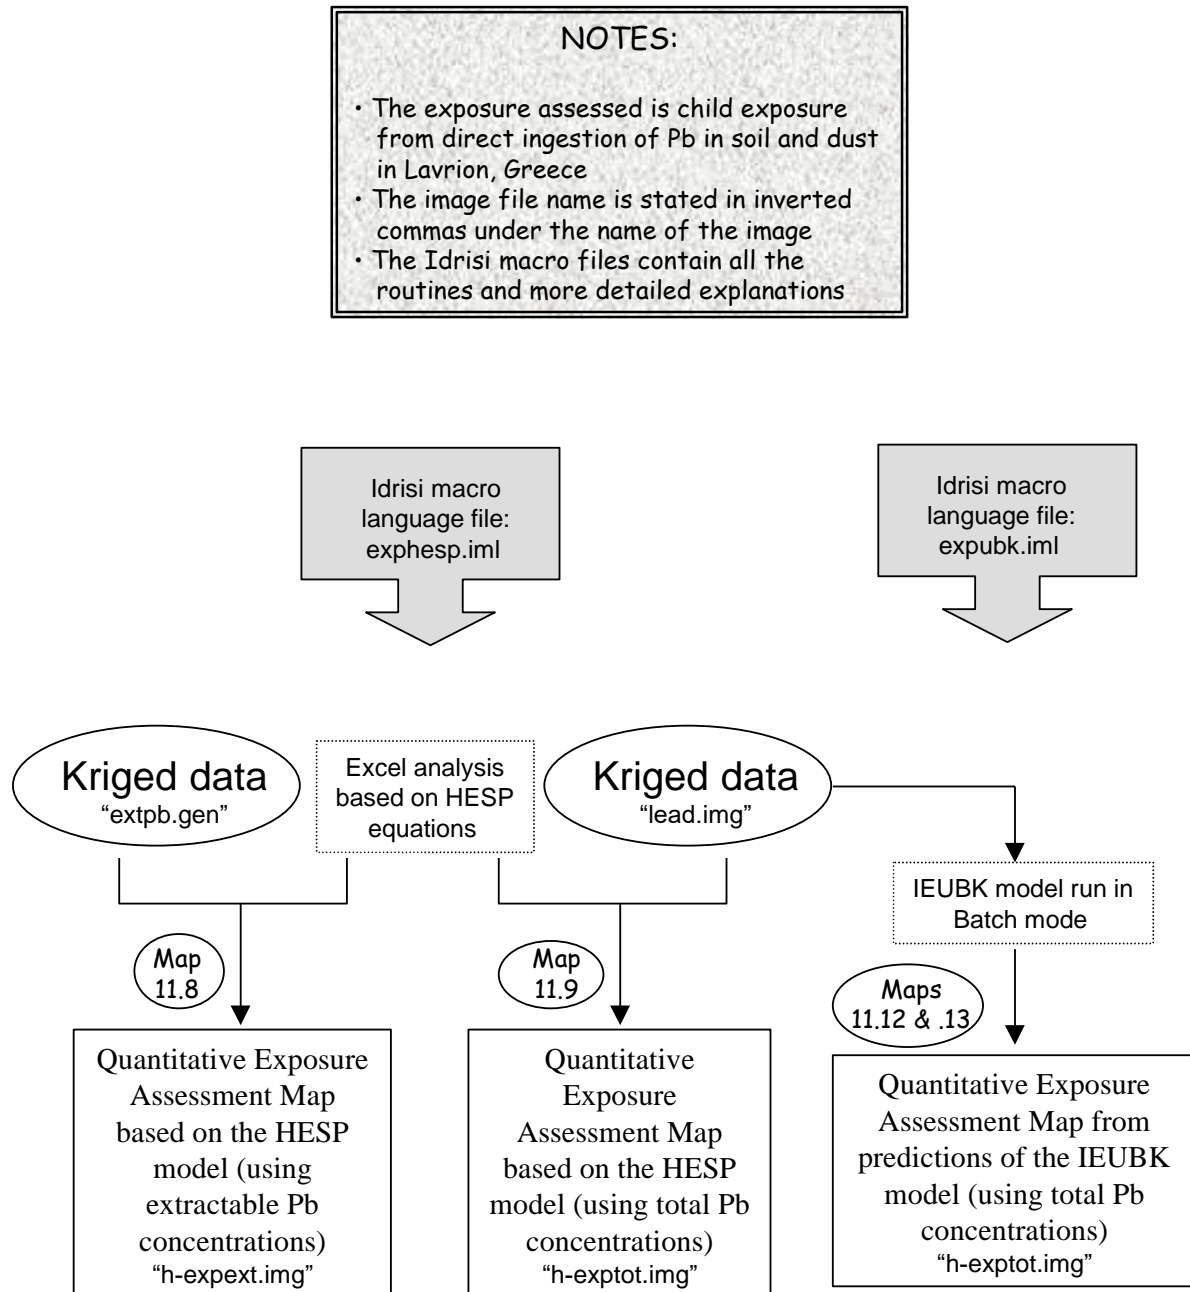 NOTES:
• The exposure assessed is child exposure
from direct ingestion of Pb in soil and dust
in Lavrion, Greece
• The image file name is stated in inverted
commas under the name of the image
• The Idrisi macro files contain all the
routines and more detailed explanations
Idrisi macro
language file:
exphesp.iml
Idrisi macro
language file:
expubk.iml
Kriged data
“extpb.gen”
Excel analysis
based on HESP
equations
Kriged data
“lead.img”
IEUBK model run in
Batch mode
Map
11.8
Map
11.9
Maps
11.12 & .13
Quantitative Exposure
Assessment Map
based on the HESP
model (using
extractable Pb
concentrations)
“h-expext.img”
Quantitative
Exposure
Assessment Map
based on the HESP
model (using total Pb
concentrations)
“h-exptot.img”
Quantitative Exposure
Assessment Map from
predictions of the IEUBK
model (using total Pb
concentrations)
“h-exptot.img”